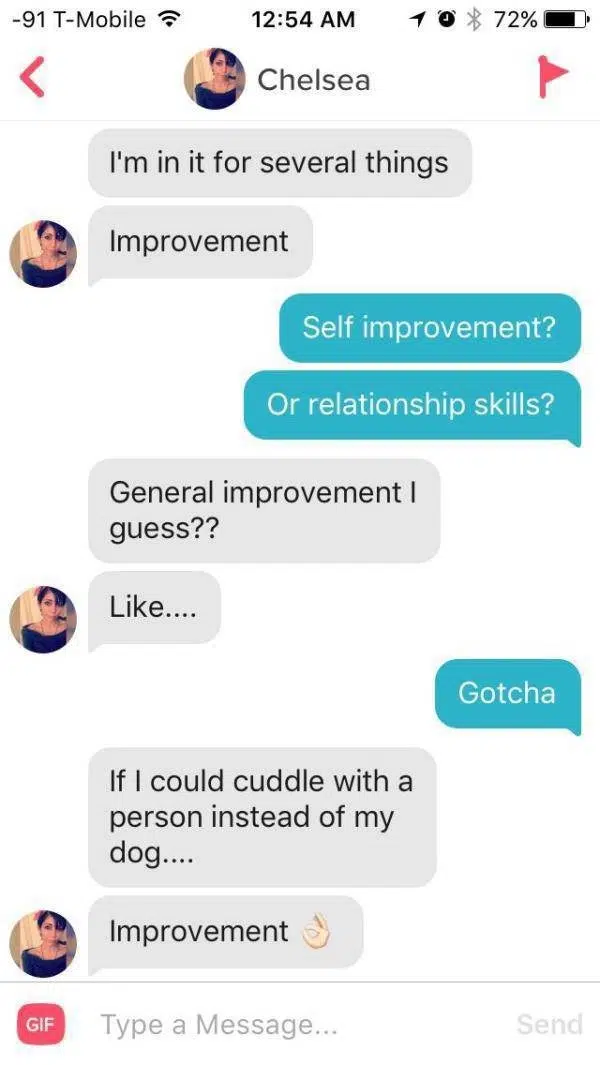 -91 T-Mobile 12:54 AM 72%
Chelsea
I'm in it for several things
Improvement
Self improvement?
Or relationship skills?
General improvement I
guess??
Like....
Gotcha
If I could cuddle with a
person instead of my
dog....
Improvement 👌🏻
GIF Type a Message... Send